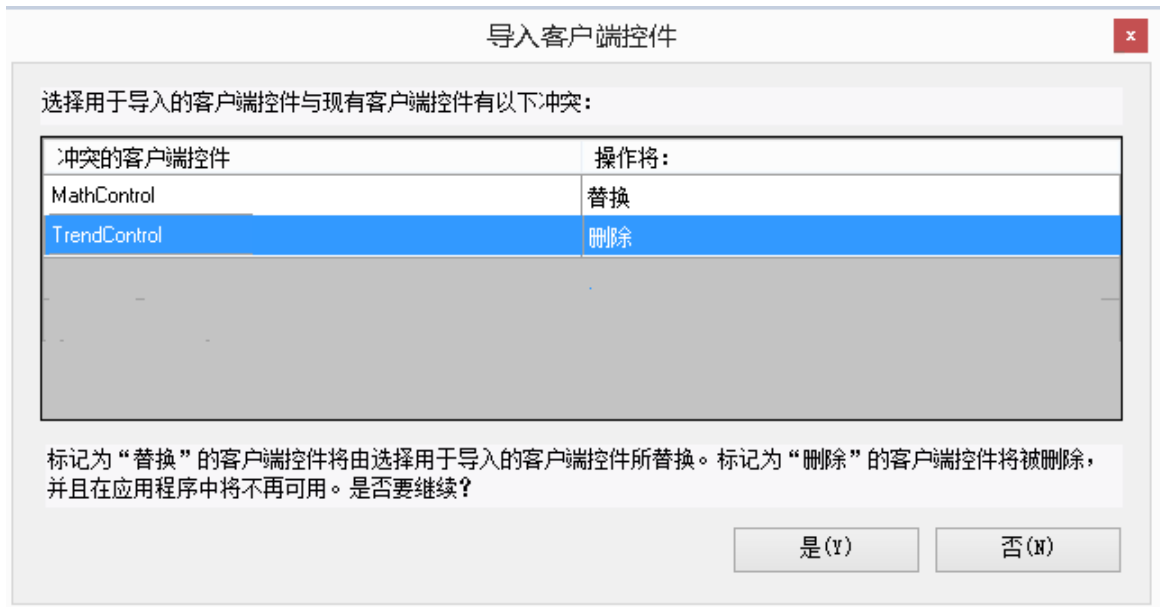 导入客户端控件
x
选择用于导入的客户端控件与现有客户端控件有以下冲突:
冲突的客户端控件 操作将:
MathControl 替换
TrendControl 删除
标记为“替换”的客户端控件将由选择用于导入的客户端控件所替换。标记为“删除”的客户端控件将被删除,
并且在应用程序中将不再可用。是否要继续?
是(Y) 否(N)